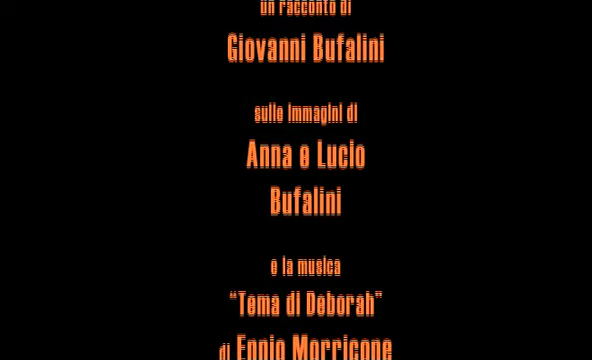 un racconto di
Giovanni Bufalini
sulle immagini di
Anna e Lucio
Bufalini
e la musica
“Tema di Deborah”
di Ennio Morricone